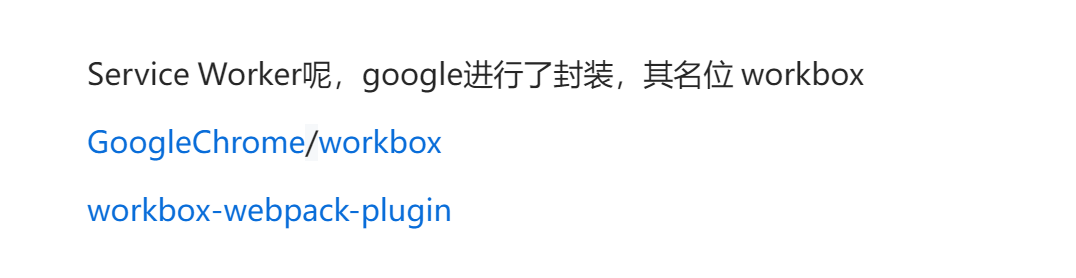 Service Worker呢，google进行了封装，其名位 workbox
GoogleChrome/workbox
workbox-webpack-plugin